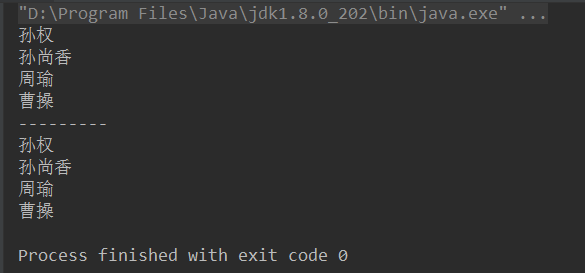 "D:\Program Files\Java\jdk1.8.0_202\bin\java.exe" ...
孙权
孙尚香
周瑜
曹操
---------
孙权
孙尚香
周瑜
曹操
Process finished with exit code 0